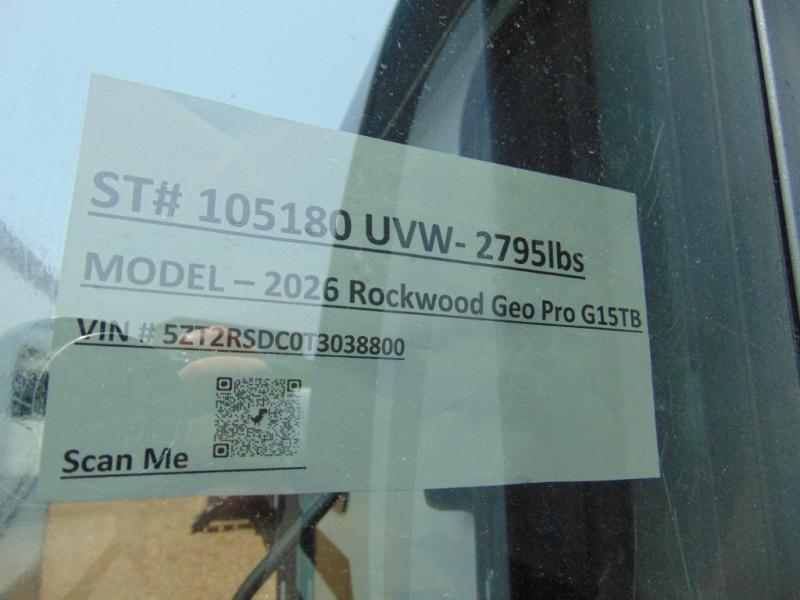 ST# 105180 UVW- 2795lbs
MODEL – 2026 Rockwood Geo Pro G15TB
VIN # 5ZT2RSDC0T3038800
Scan Me